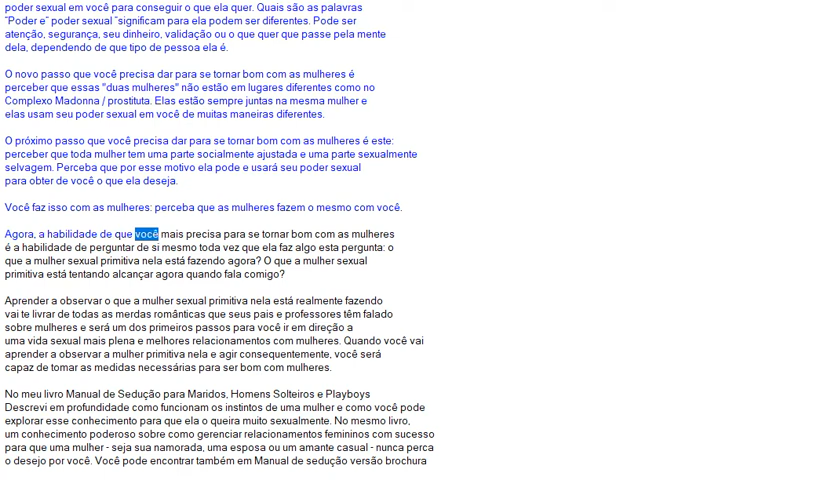 poder sexual em você para conseguir o que ela quer. Quais são as palavras
"Poder e" poder sexual "significam para ela podem ser diferentes. Pode ser
atenção, segurança, seu dinheiro, validação ou o que quer que passe pela mente
dela, dependendo de que tipo de pessoa ela é.
O novo passo que você precisa dar para se tornar bom com as mulheres é
perceber que essas "duas mulheres" não estão em lugares diferentes como no
Complexo Madonna / prostituta. Elas estão sempre juntas na mesma mulher e
elas usam seu poder sexual em você de muitas maneiras diferentes.
O próximo passo que você precisa dar para se tornar bom com as mulheres é este:
perceber que toda mulher tem uma parte socialmente ajustada e uma parte sexualmente
selvagem. Perceba que por esse motivo ela pode e usará seu poder sexual
para obter de você o que ela deseja.
Você faz isso com as mulheres: perceba que as mulheres fazem o mesmo com você.
Agora, a habilidade de que você mais precisa para se tornar bom com as mulheres
é a habilidade de perguntar de si mesmo toda vez que ela faz algo esta pergunta: o
que a mulher sexual primitiva nela está fazendo agora? O que a mulher sexual
primitiva está tentando alcançar agora quando fala comigo?
Aprender a observar o que a mulher sexual primitiva nela está realmente fazendo
vai te livrar de todas as merdas românticas que seus pais e professores têm falado
sobre mulheres e será um dos primeiros passos para você ir em direção a
uma vida sexual mais plena e melhores relacionamentos com mulheres. Quando você vai
aprender a observar a mulher primitiva nela e agir consequentemente, você será
capaz de tomar as medidas necessárias para ser bom com mulheres.
No meu livro Manual de Sedução para Maridos, Homens Solteiros e Playboys
Descrevi em profundidade como funcionam os instintos de uma mulher e como você pode
explorar esse conhecimento para que ela o queira muito sexualmente. No mesmo livro,
um conhecimento poderoso sobre como gerenciar relacionamentos femininos com sucesso
para que uma mulher - seja sua namorada, uma esposa ou um amante casual - nunca perca
o desejo por você. Você pode encontrar também em Manual de sedução versão brochura